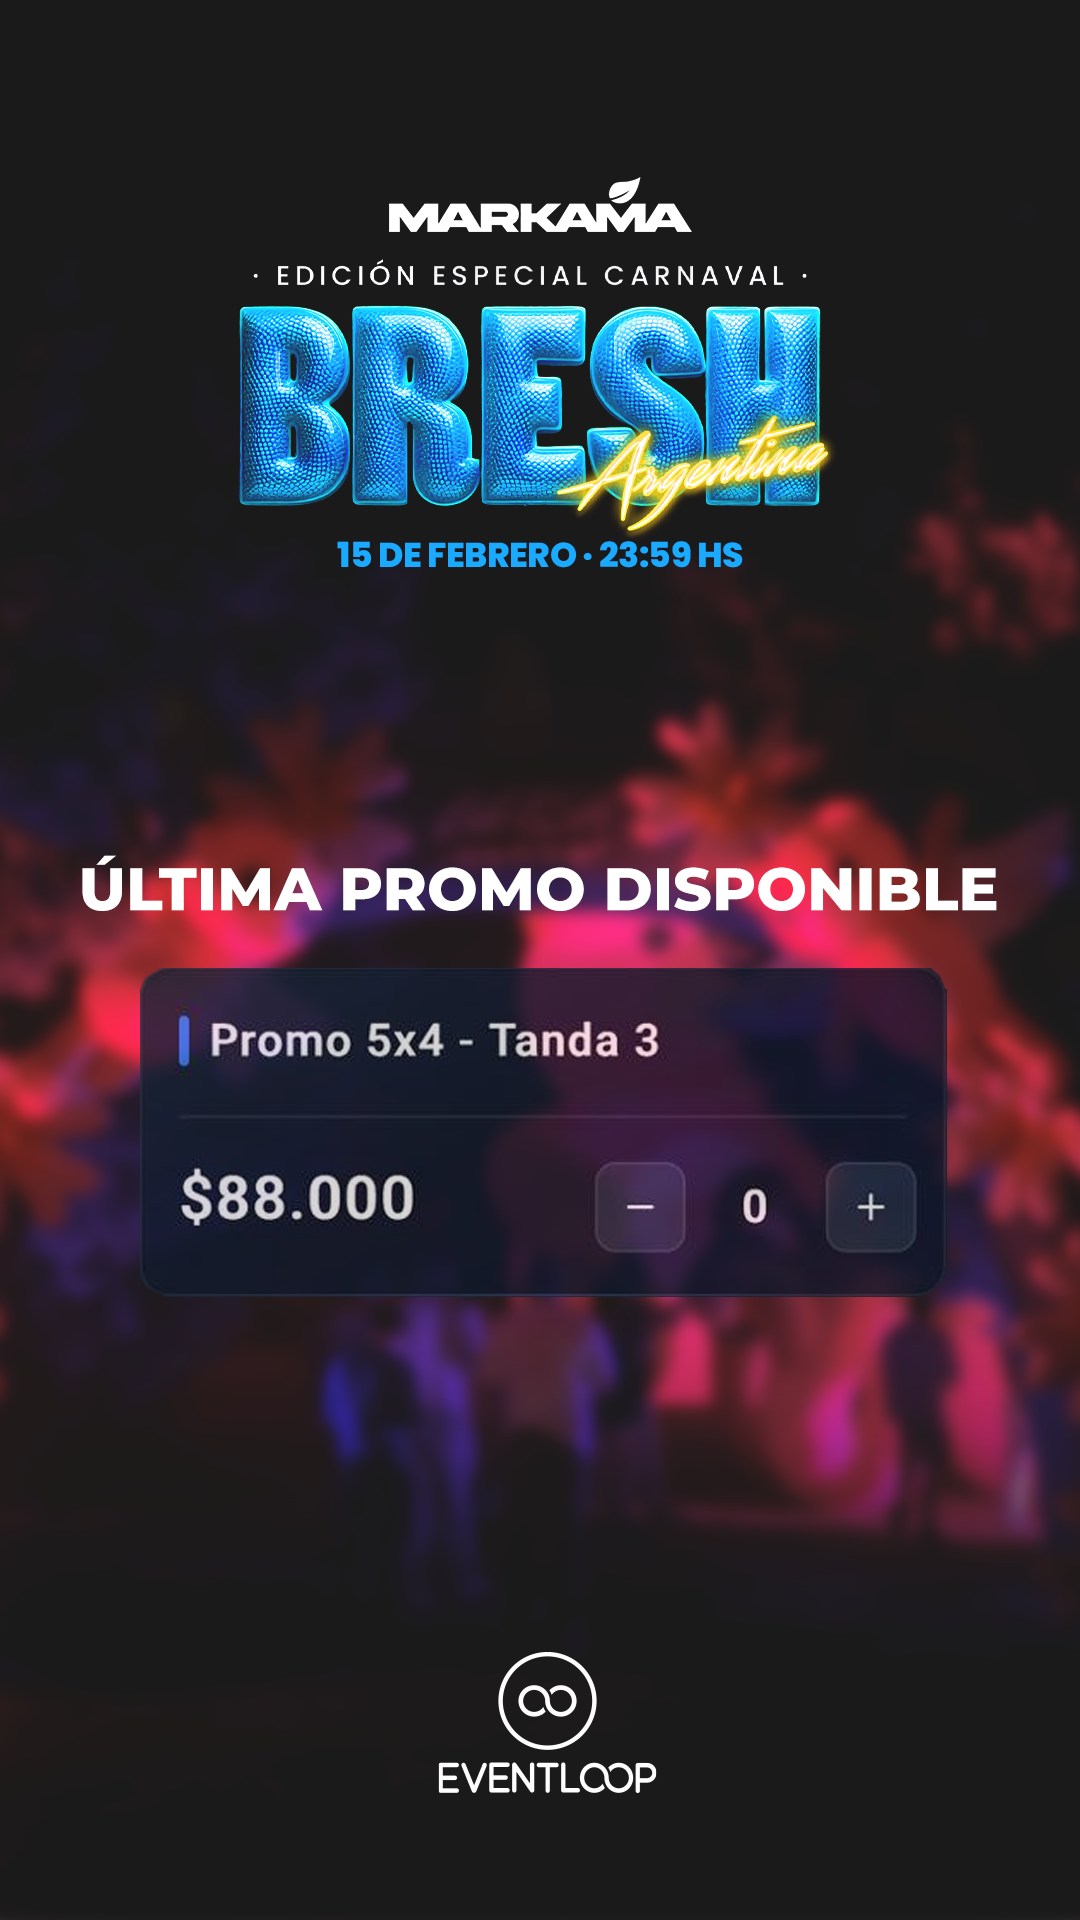 MARKAMA
· EDICIÓN ESPECIAL CARNAVAL ·
BRESH
Argentina
15 DE FEBRERO · 23:59 HS
ÚLTIMA PROMO DISPONIBLE
Promo 5x4 - Tanda 3
$88.000 − 0 +
EVENTLOOP